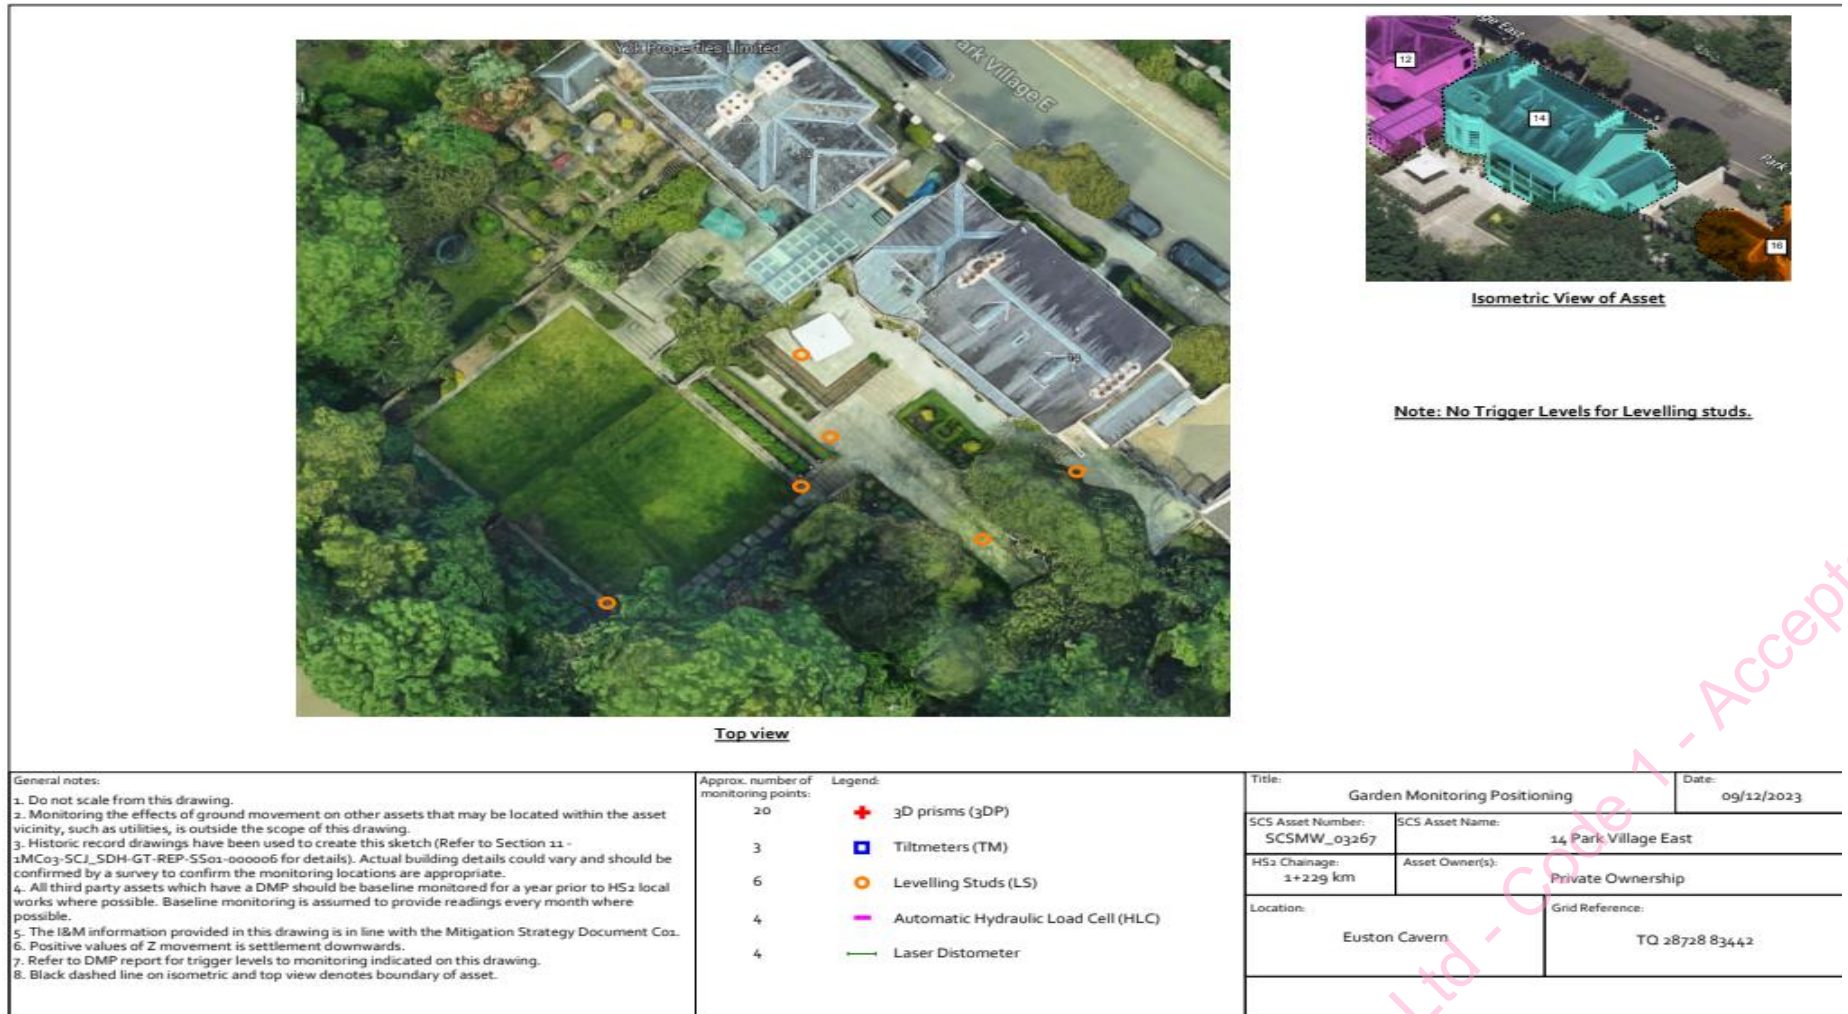 Y2k Properties Limited
Park Village E
12
14
16
Isometric View of Asset
Note: No Trigger Levels for Levelling studs.
Top view
General notes:
1. Do not scale from this drawing.
2. Monitoring the effects of ground movement on other assets that may be located within the asset
vicinity, such as utilities, is outside the scope of this drawing.
3. Historic record drawings have been used to create this sketch (Refer to Section 11 -
1MC03-SCJ_SDH-GT-REP-SS01-000006 for details). Actual building details could vary and should be
confirmed by a survey to confirm the monitoring locations are appropriate.
4. All third party assets which have a DMP should be baseline monitored for a year prior to HS2 local
works where possible. Baseline monitoring is assumed to provide readings every month where
possible.
5. The I&M information provided in this drawing is in line with the Mitigation Strategy Document C01.
6. Positive values of Z movement is settlement downwards.
7. Refer to DMP report for trigger levels to monitoring indicated on this drawing.
8. Black dashed line on isometric and top view denotes boundary of asset.
Approx. number of
monitoring points:
Legend:
20 3D prisms (3DP)
3 Tiltmeters (TM)
6 Levelling Studs (LS)
4 Automatic Hydraulic Load Cell (HLC)
4 Laser Distometer
Title:
Garden Monitoring Positioning
Date:
09/12/2023
SCS Asset Number:
SCSMW_03267
SCS Asset Name:
14 Park Village East
HS2 Chainage:
1+229 km
Asset Owner(s):
Private Ownership
Location:
Euston Cavern
Grid Reference:
TQ 28728 83442
Ltd - Code 1 - Accept